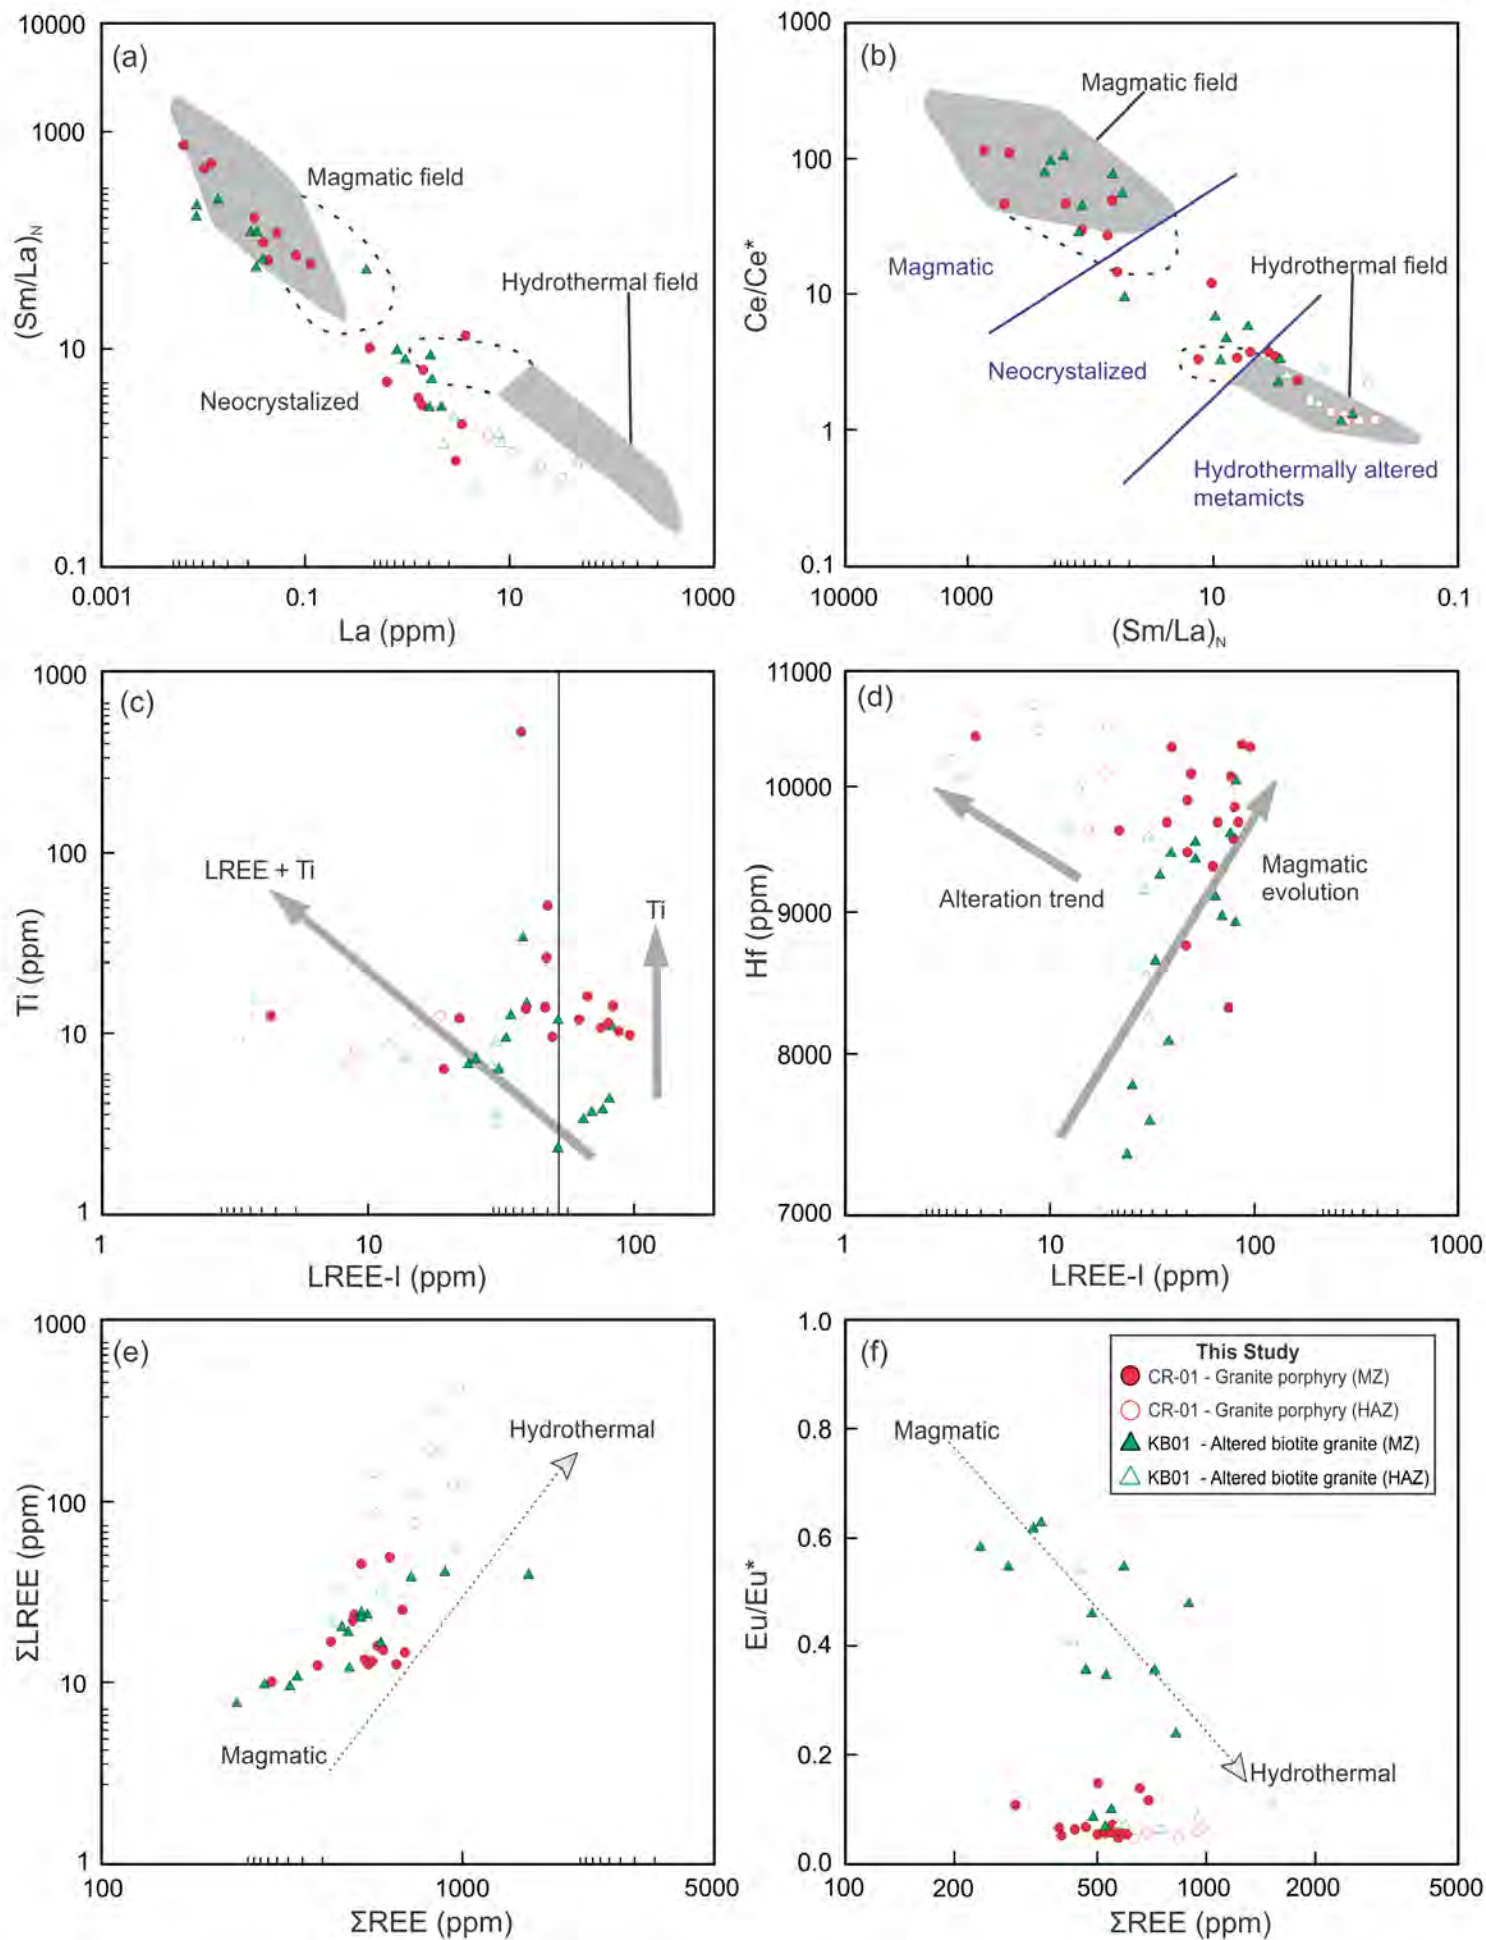 (a)
10000
1000
10
0.1
(Sm/La)N
Magmatic field
Hydrothermal field
Neocrystalized
0.001
0.1
10
1000
La (ppm)
(b)
1000
100
10
1
0.1
Ce/Ce*
Magmatic field
Magmatic
Hydrothermal field
Neocrystalized
Hydrothermally altered
metamicts
10000
1000
10
0.1
(Sm/La)N
(c)
1000
100
10
1
Ti (ppm)
LREE + Ti
Ti
1
10
100
LREE-I (ppm)
(d)
11000
10000
9000
8000
7000
Hf (ppm)
Alteration trend
Magmatic
evolution
1
10
100
1000
LREE-I (ppm)
(e)
1000
100
10
1
ΣLREE (ppm)
Hydrothermal
Magmatic
100
1000
5000
ΣREE (ppm)
(f)
1.0
0.8
0.6
0.4
0.2
0.0
Eu/Eu*
This Study
CR-01 - Granite porphyry (MZ)
CR-01 - Granite porphyry (HAZ)
KB01 - Altered biotite granite (MZ)
KB01 - Altered biotite granite (HAZ)
Magmatic
Hydrothermal
100
200
500
1000
2000
5000
ΣREE (ppm)